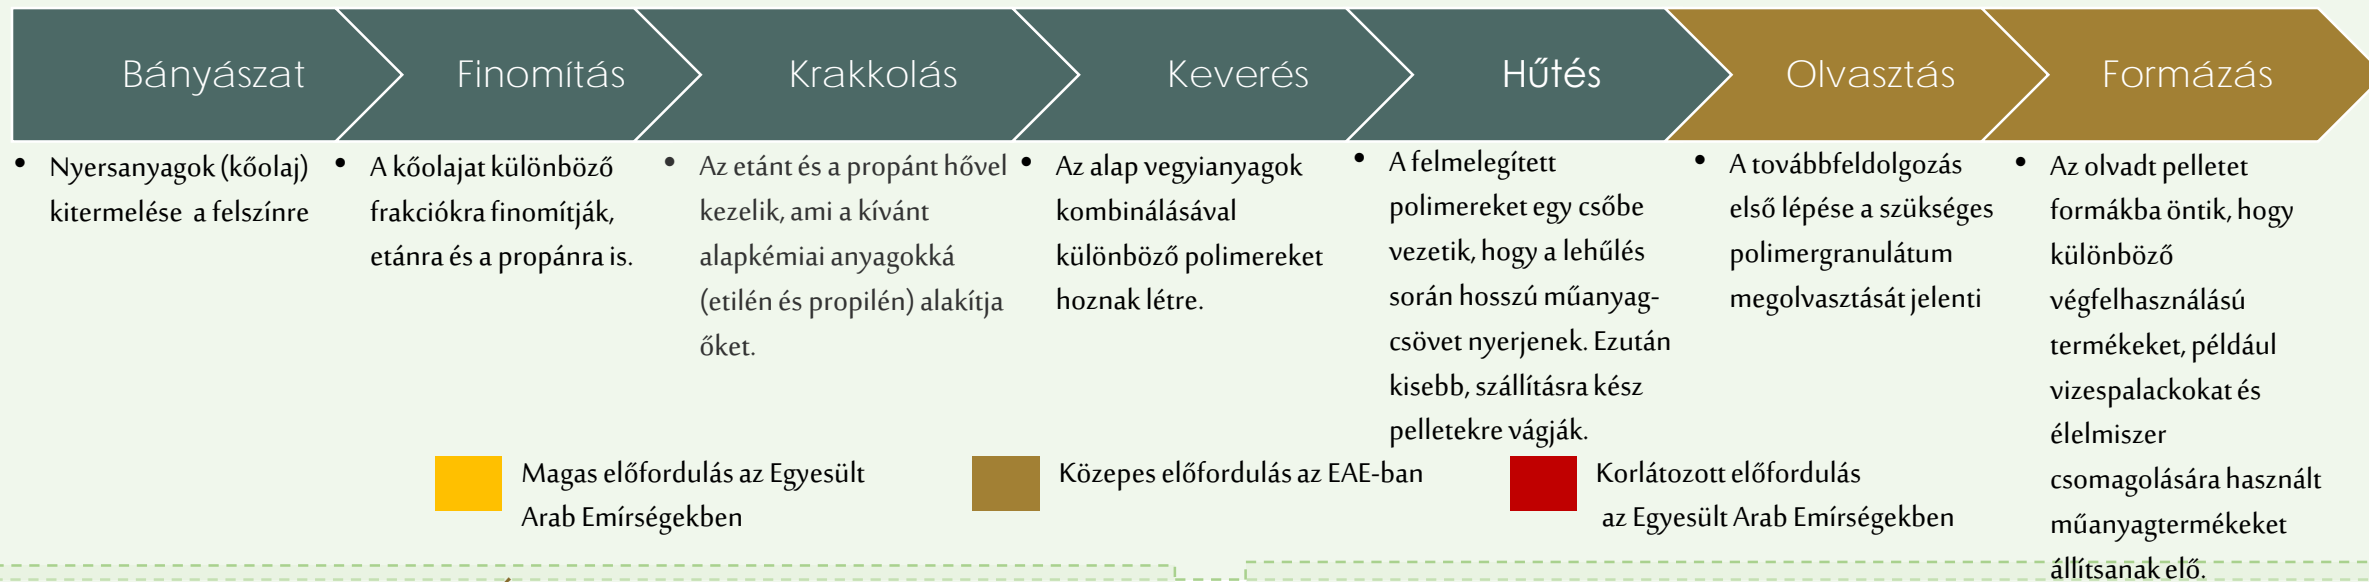 Bányászat
Finomítás
Krakkolás
Keverés
Hűtés
Olvasztás
Formázás
• Nyersanyagok (kőolaj)
kitermelése a felszínre
• A kőolajat különböző
frakciókra finomítják,
etánra és a propánra is.
• Az etánt és a propánt hővel
kezelik, ami a kívánt
alapkémiai anyagokká
(etilén és propilén) alakítja
őket.
• Az alap vegyianyagok
kombinálásával
különböző polimereket
hoznak létre.
• A felmelegített
polimereket egy csőbe
vezetik, hogy a lehűlés
során hosszú műanyag-
csövet nyerjenek. Ezután
kisebb, szállításra kész
pelletekre vágják.
• A továbbfeldolgozás
első lépése a szükséges
polimergranulátum
megolvasztását jelenti
• Az olvadt pelletet
formákba öntik, hogy
különböző
végfelhasználású
termékeket, például
vizespalackokat és
élelmiszer
csomagolására használt
műanyagtermékeket
állítsanak elő.
Magas előfordulás az Egyesült
Arab Emírségekben
Közepes előfordulás az EAE-ban
Korlátozott előfordulás
az Egyesült Arab Emírségekben